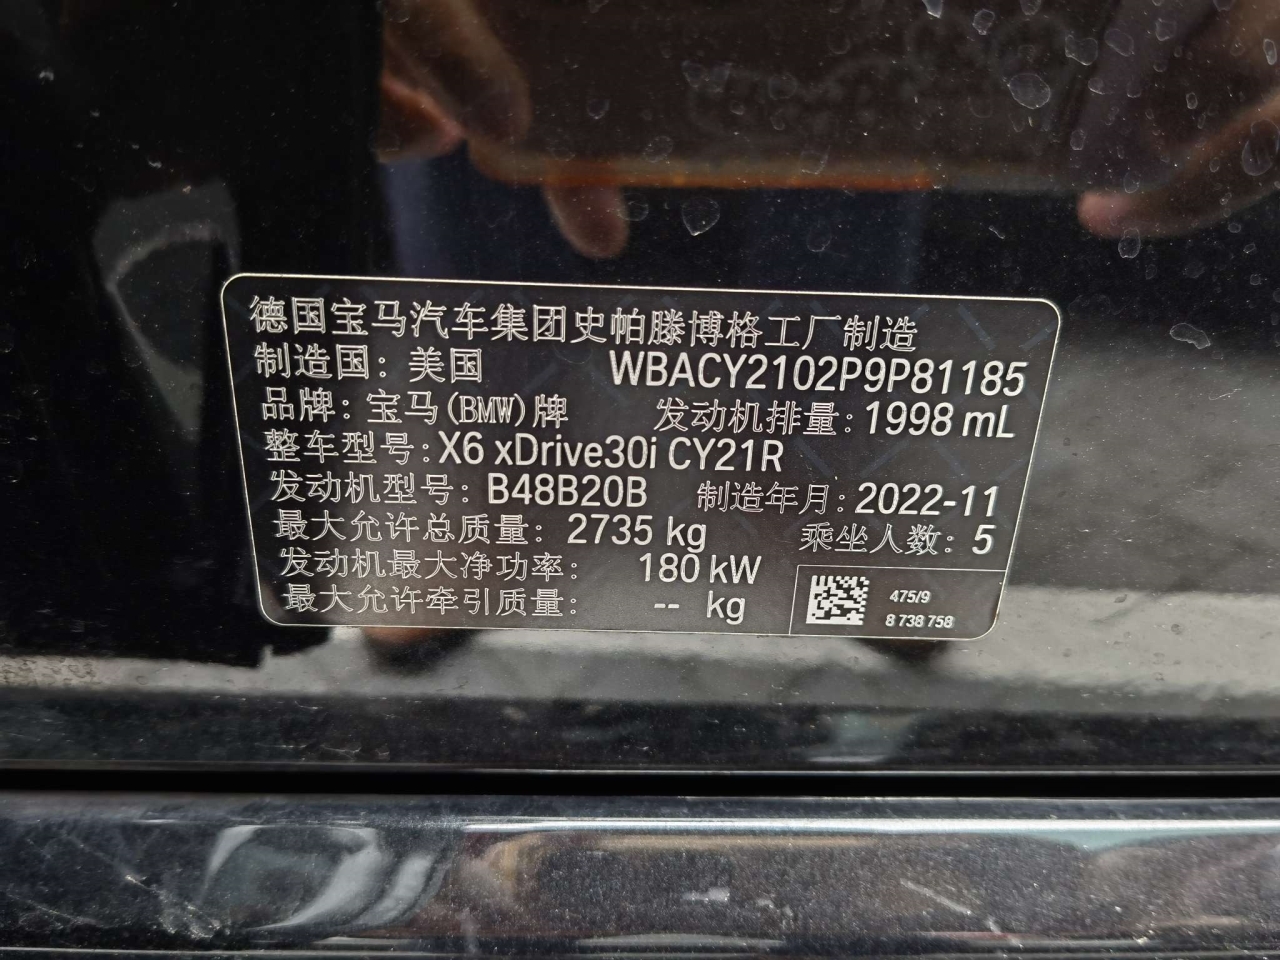 德国宝马汽车集团史帕滕博格工厂制造
制造国: 美国 WBACY2102P9P81185
品牌: 宝马(BMW)牌 发动机排量: 1998 mL
整车型号: X6 xDrive30i CY21R
发动机型号: B48B20B 制造年月: 2022-11
最大允许总质量: 2735 kg 乘坐人数: 5
发动机最大净功率: 180 kW
最大允许牵引质量: -- kg
475/9
8 738 758